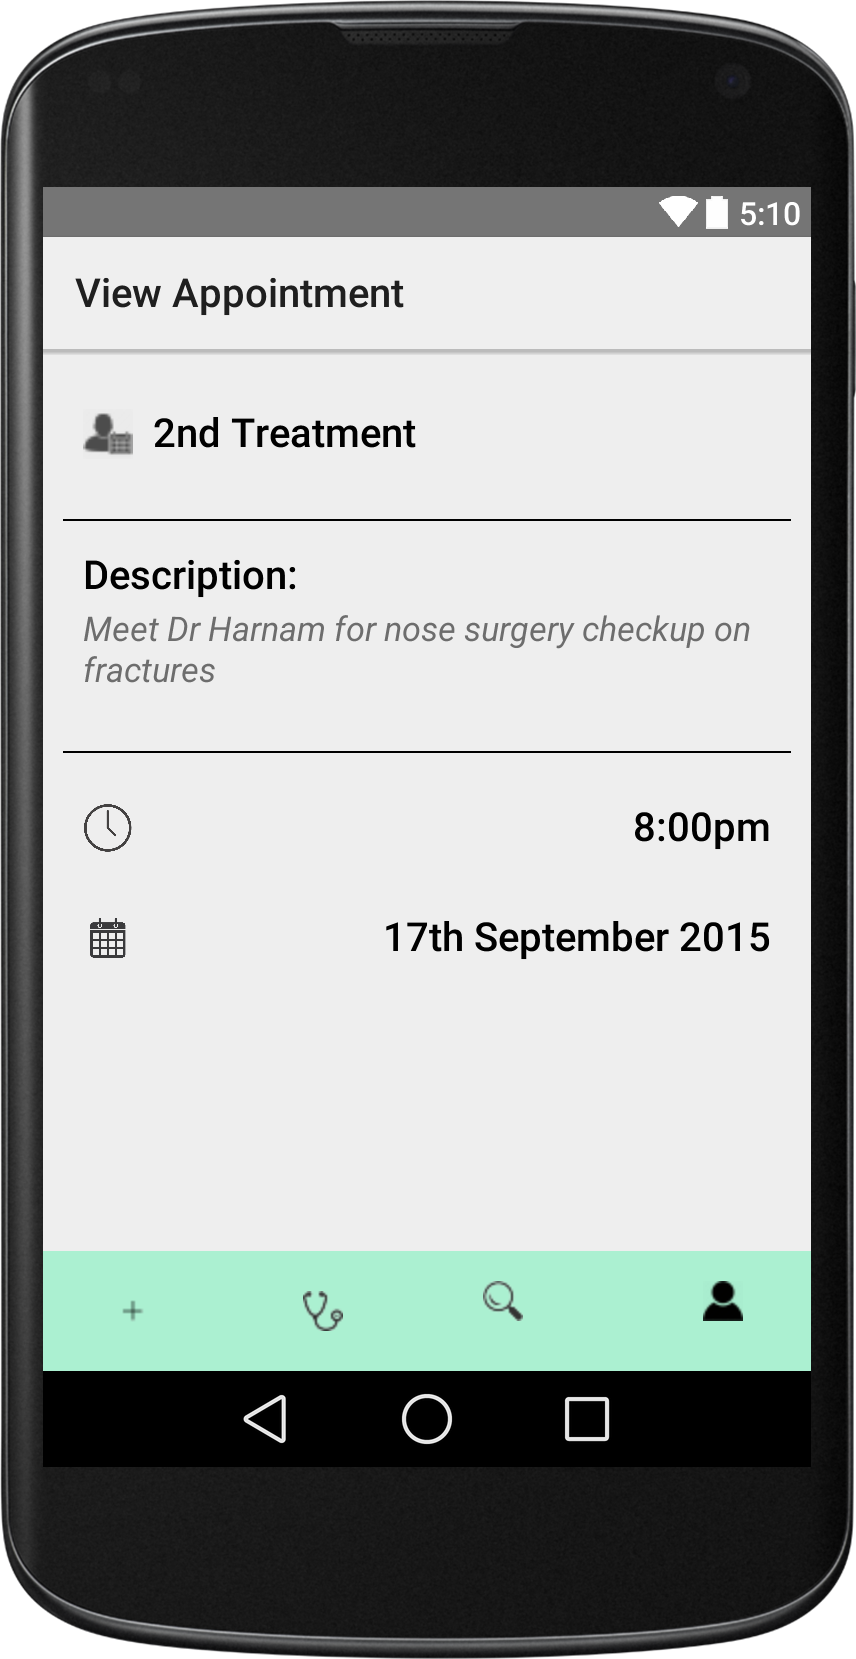 5:10
View Appointment
2nd Treatment
Description:
Meet Dr Harnam for nose surgery checkup on
fractures
8:00pm
17th September 2015